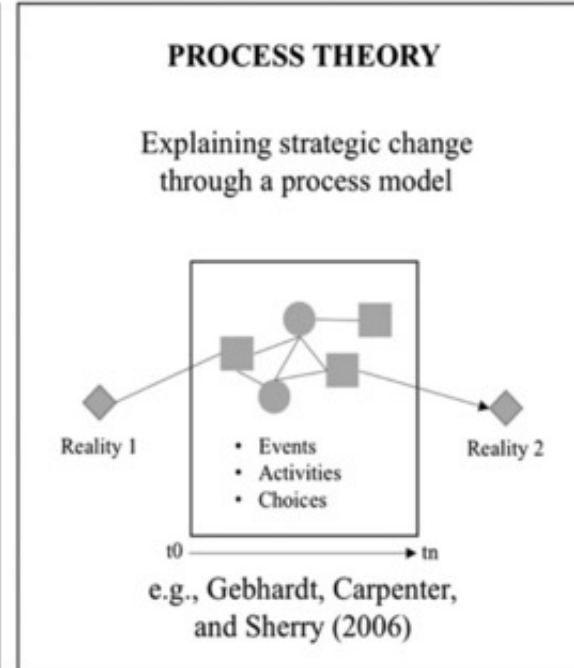 PROCESS THEORY
Explaining strategic change
through a process model
Reality 1
Reality 2
• Events
• Activities
• Choices
t0
tn
e.g., Gebhardt, Carpenter,
and Sherry (2006)